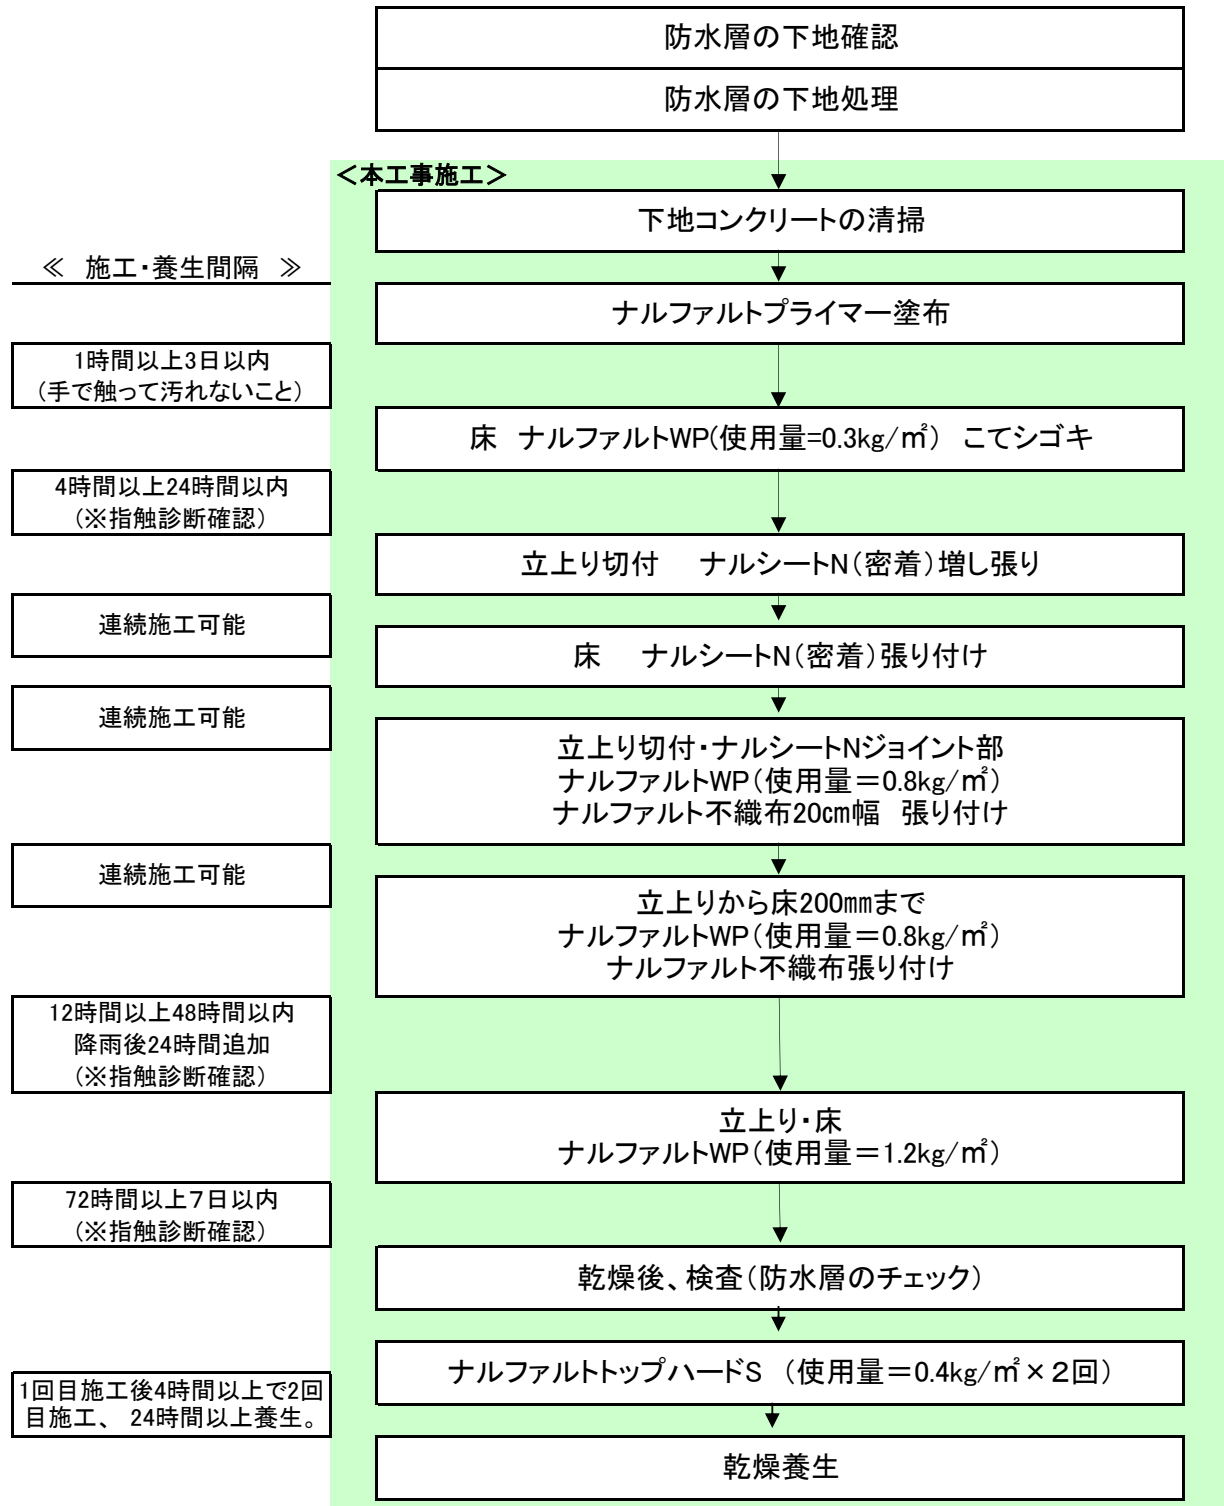 防水層の下地確認
防水層の下地処理
＜本工事施工＞
下地コンクリートの清掃
≪　施工・養生間隔　≫
ナルファルトプライマー塗布
1時間以上3日以内
（手で触って汚れないこと）
床　ナルファルトWP(使用量=0.3kg/㎡)　こてシゴキ
4時間以上24時間以内
（※指触診断確認）
立上り切付　ナルシートN（密着）増し張り
連続施工可能
床　ナルシートN（密着）張り付け
連続施工可能
立上り切付・ナルシートNジョイント部
ナルファルトWP（使用量＝0.8kg/㎡）
ナルファルト不織布20㎝幅　張り付け
連続施工可能
立上りから床200㎜まで
ナルファルトWP（使用量＝0.8kg/㎡）
ナルファルト不織布張り付け
12時間以上48時間以内
降雨後24時間追加
（※指触診断確認）
立上り・床
ナルファルトWP（使用量＝1.2kg/㎡）
72時間以上７日以内
（※指触診断確認）
乾燥後、検査（防水層のチェック）
ナルファルトトップハードS　（使用量＝0.4kg/㎡×２回）
1回目施工後4時間以上で2回
目施工、 24時間以上養生。
乾燥養生